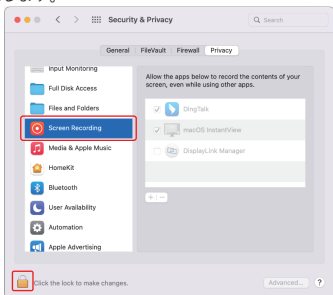 Security & Privacy
Search
General
FileVault
Firewall
Privacy
Input Monitoring
Full Disk Access
Files and Folders
Screen Recording
Media & Apple Music
HomeKit
Bluetooth
User Availability
Automation
Apple Advertising
Allow the apps below to record the contents of your
screen, even while using other apps.
DingTalk
macOS InstantView
DisplayLink Manager
+ −
Click the lock to make changes.
Advanced...
?